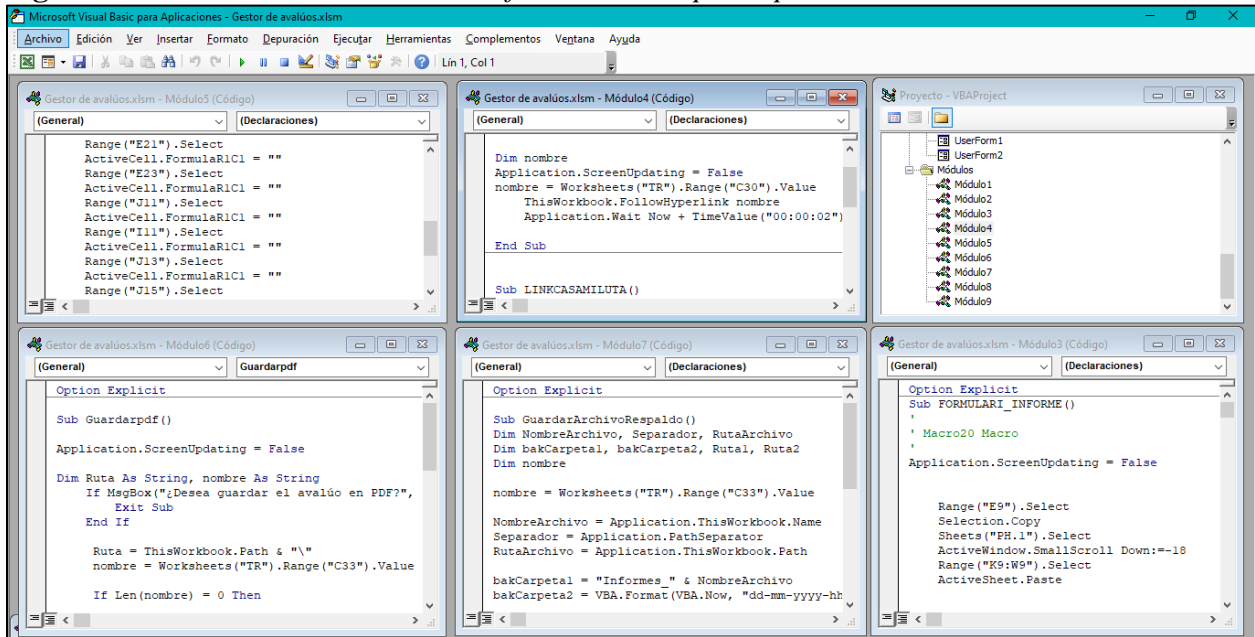 Microsoft Visual Basic para Aplicaciones - Gestor de avalúos.xlsm
Archivo Edición Ver Insertar Formato Depuración Ejecutar Herramientas Complementos Ventana Ayuda
Lín 1, Col 1
Gestor de avalúos.xlsm - Módulo5 (Código)
(General) (Declaraciones)
Range("E21").Select
ActiveCell.FormulaR1C1 = ""
Range("E23").Select
ActiveCell.FormulaR1C1 = ""
Range("J11").Select
ActiveCell.FormulaR1C1 = ""
Range("I11").Select
ActiveCell.FormulaR1C1 = ""
Range("J13").Select
ActiveCell.FormulaR1C1 = ""
Range("J15").Select
Gestor de avalúos.xlsm - Módulo4 (Código)
(General) (Declaraciones)
Dim nombre
Application.ScreenUpdating = False
nombre = Worksheets("TR").Range("C30").Value
ThisWorkbook.FollowHyperlink nombre
Application.Wait Now + TimeValue("00:00:02")
End Sub
Sub LINKCASAMILUTA()
Proyecto - VBAProject
UserForm1
UserForm2
Módulos
Módulo1
Módulo2
Módulo3
Módulo4
Módulo5
Módulo6
Módulo7
Módulo8
Módulo9
Gestor de avalúos.xlsm - Módulo6 (Código)
(General) Guardarpdf
Option Explicit
Sub Guardarpdf()
Application.ScreenUpdating = False
Dim Ruta As String, nombre As String
If MsgBox("¿Desea guardar el avalúo en PDF?",
Exit Sub
End If
Ruta = ThisWorkbook.Path & "\"
nombre = Worksheets("TR").Range("C33").Value
If Len(nombre) = 0 Then
Gestor de avalúos.xlsm - Módulo7 (Código)
(General) (Declaraciones)
Option Explicit
Sub GuardarArchivoRespaldo()
Dim NombreArchivo, Separador, RutaArchivo
Dim bakCarpeta1, bakCarpeta2, Ruta1, Ruta2
Dim nombre
nombre = Worksheets("TR").Range("C33").Value
NombreArchivo = Application.ThisWorkbook.Name
Separador = Application.PathSeparator
RutaArchivo = Application.ThisWorkbook.Path
bakCarpeta1 = "Informes_" & NombreArchivo
bakCarpeta2 = VBA.Format(VBA.Now, "dd-mm-yyyy-hh
Gestor de avalúos.xlsm - Módulo3 (Código)
(General) (Declaraciones)
Option Explicit
Sub FORMULARI_INFORME()
'
' Macro20 Macro
'
Application.ScreenUpdating = False
Range("E9").Select
Selection.Copy
Sheets("PH.1").Select
ActiveWindow.SmallScroll Down:=-18
Range("K9:W9").Select
ActiveSheet.Paste